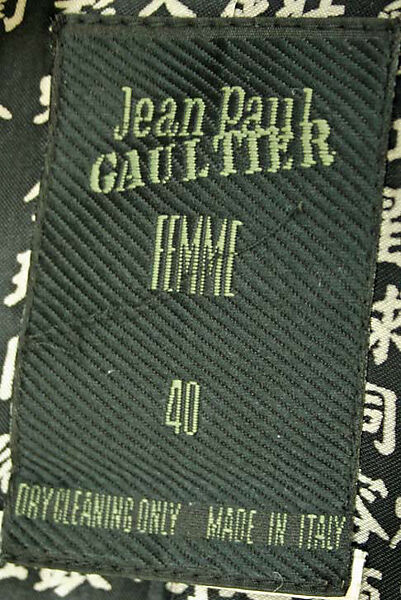 Jean Paul
GAULTIER
FEMME
40
DRY CLEANING ONLY MADE IN ITALY